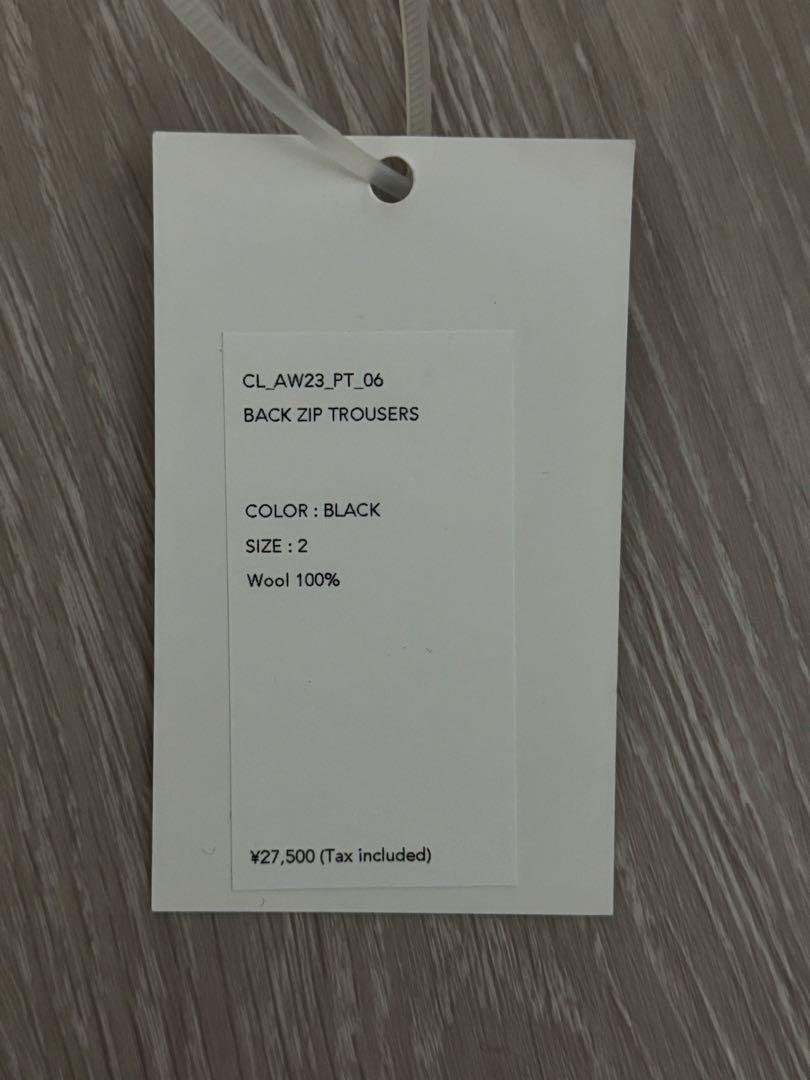 CL_AW23_PT_06
BACK ZIP TROUSERS
COLOR : BLACK
SIZE : 2
Wool 100%
¥27,500 (Tax included)